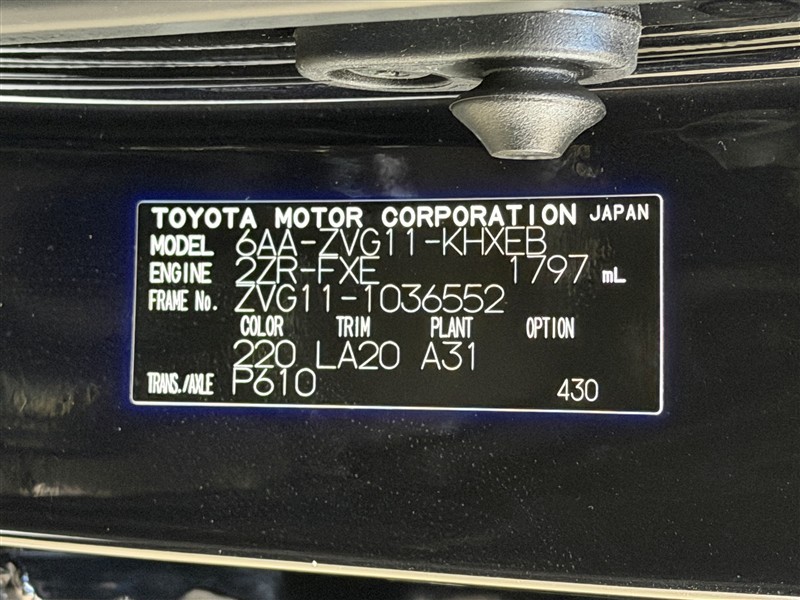 TOYOTA MOTOR CORPORATION JAPAN
MODEL 6AA-ZVG11-KHXEB
ENGINE 2ZR-FXE 1797 mL
FRAME No. ZVG11-1036552
COLOR TRIM PLANT OPTION
220 LA20 A31
TRANS./AXLE P610 430